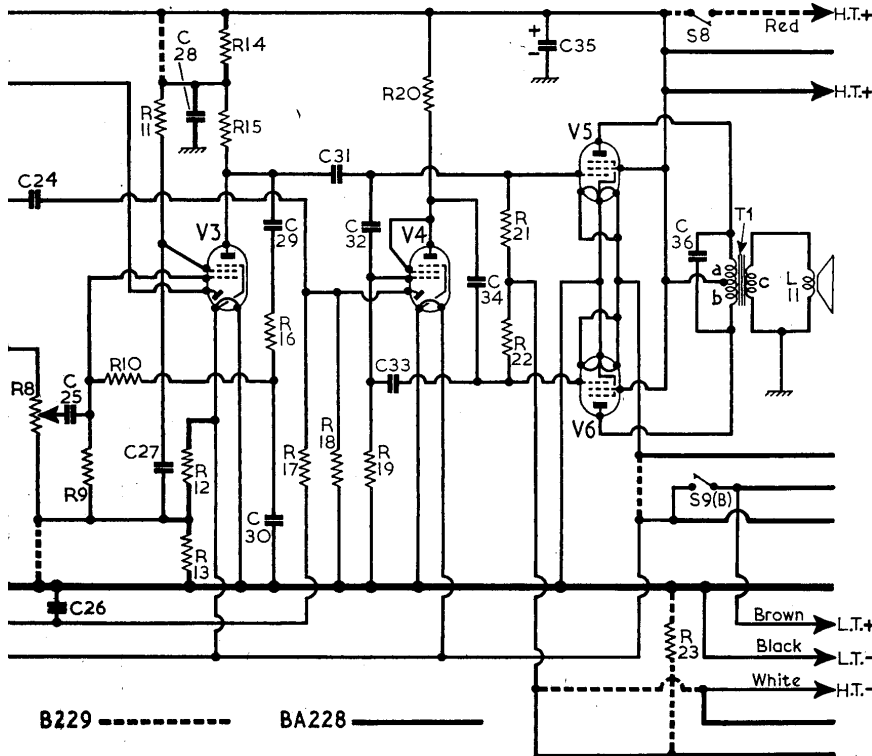 S8
Red
H.T.+
C
28
R14
C35
R20
H.T.+
R
11
R15
V5
C31
C24
C
29
C
32
R
21
C
36
T1
V3
V4
C
34
a
b
c
L
11
R
16
R
22
R10
C33
R8
C
25
V6
C27
R
12
R
17
R
18
R
19
R9
S9(B)
C
30
R
13
C26
Brown
L.T.+
R
23
Black
L.T.-
White
H.T.-
B229
BA228